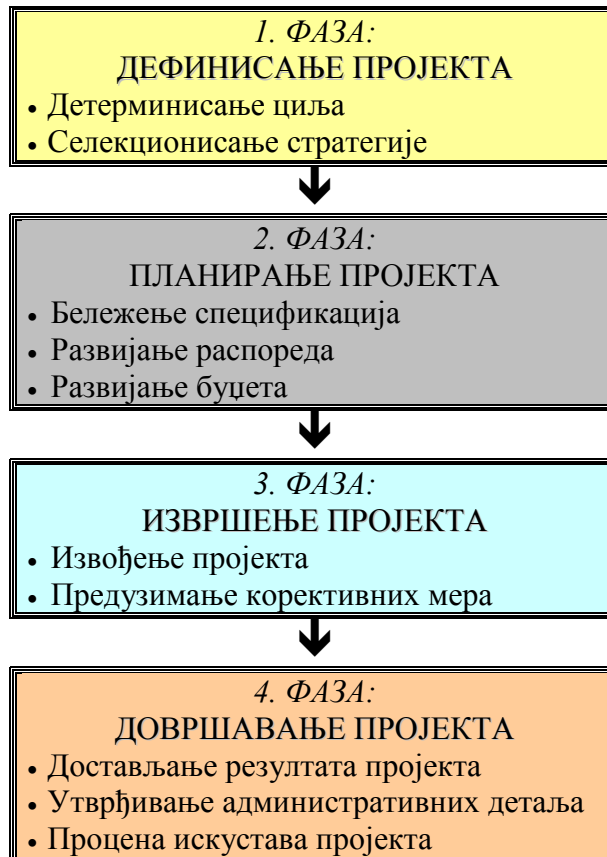 1. ФАЗА:
ДЕФИНИСАЊЕ ПРОЈЕКТА
• Детерминисање циља
• Селекционисање стратегије
2. ФАЗА:
ПЛАНИРАЊЕ ПРОЈЕКТА
• Бележење спецификација
• Развијање распореда
• Развијање буџета
3. ФАЗА:
ИЗВРШЕЊЕ ПРОЈЕКТА
• Извођење пројекта
• Предузимање корективних мера
4. ФАЗА:
ДОВРШАВАЊЕ ПРОЈЕКТА
• Достављање резултата пројекта
• Утврђивање административних детаља
• Процена искустава пројекта